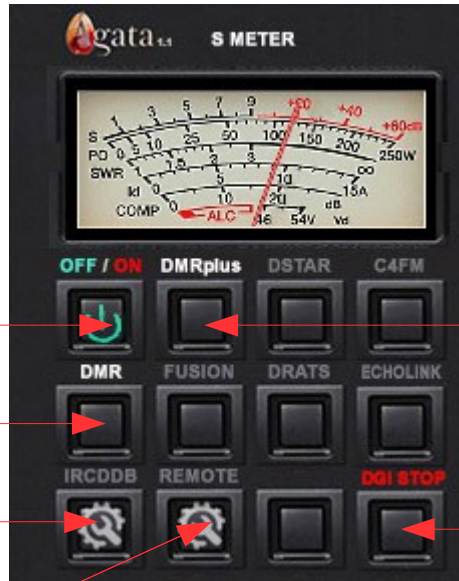 Agata 1.1 S METER
S 1 3 5 7 9 +20 +40 +60dB
PO 0 5 10 25 50 100 150 200 250W
SWR 1 1.5 2 3 ∞
Id 0 5 10 15A
COMP 0 10 20 dB
ALC 46 54V Vd
OFF / ON DMRplus DSTAR C4FM
DMR FUSION DRATS ECHOLINK
IRCDDB REMOTE DGI STOP